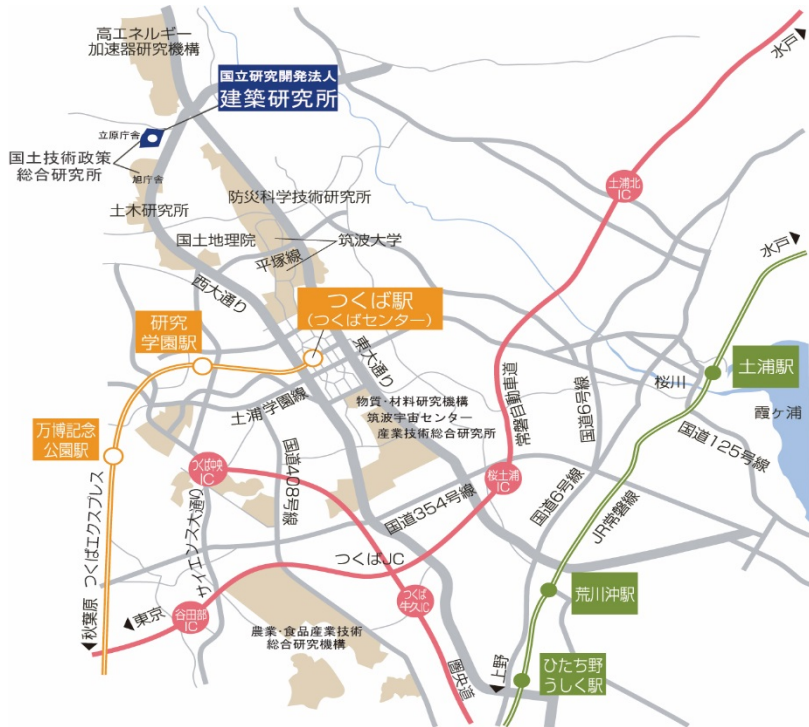 高エネルギー
加速器研究機構
国立研究開発法人
建築研究所
水戸
立原庁舎
国土技術政策
総合研究所
旭庁舎
土木研究所
防災科学技術研究所
土浦北
IC
国土地理院
筑波大学
平塚線
水戸
西大通り
つくば駅
(つくばセンター)
研究
学園駅
東大通り
土浦駅
桜川
霞ヶ浦
土浦学園線
物質・材料研究機構
筑波宇宙センター
産業技術総合研究所
常磐自動車道
国道6号線
万博記念
公園駅
国道125号線
つくば中央
IC
国道408号線
桜土浦
IC
国道354号線
国道6号線
JR常磐線
サイエンス大通り
つくばエクスプレス
秋葉原
つくばJC
東京
谷田部
IC
つくば
牛久IC
荒川沖駅
農業・食品産業技術
総合研究機構
圏央道
上野
ひたち野
うしく駅